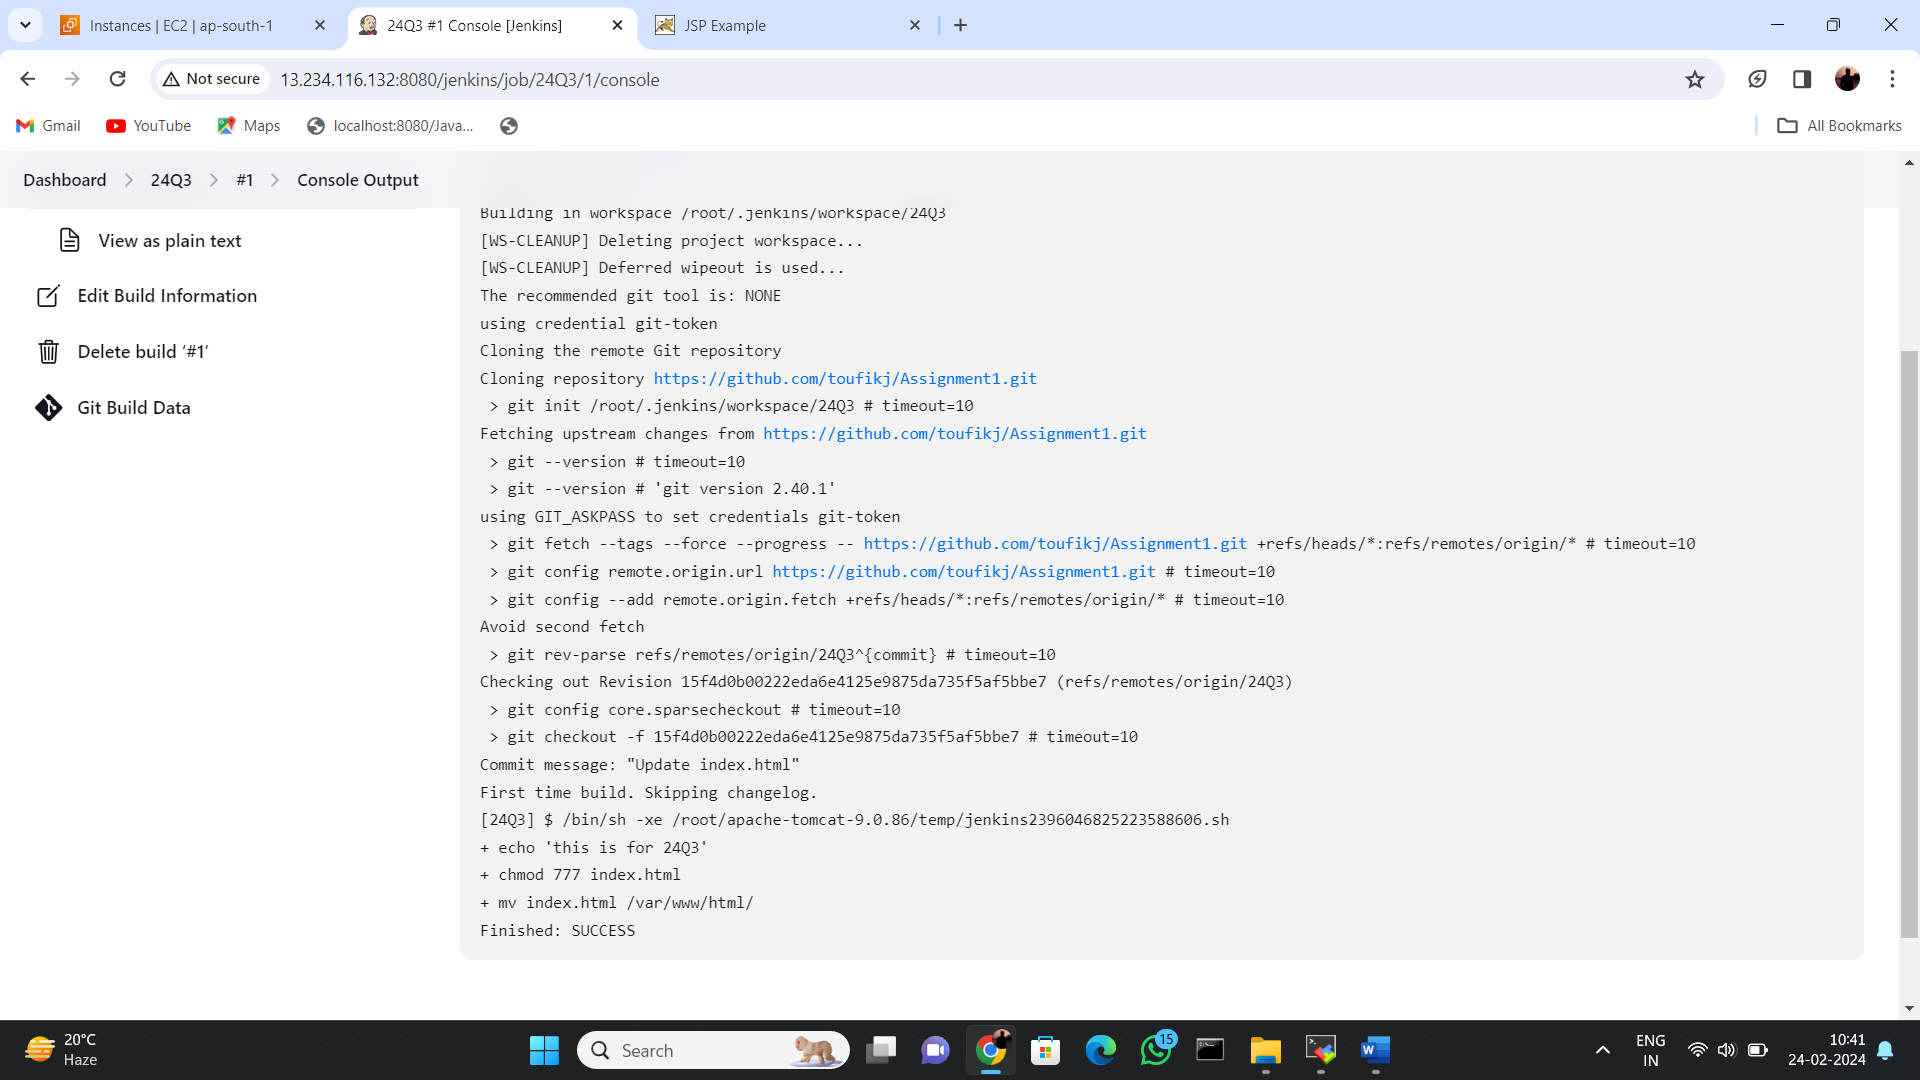 Instances | EC2 | ap-south-1
24Q3 #1 Console [Jenkins]
JSP Example
Not secure
13.234.116.132:8080/jenkins/job/24Q3/1/console
Gmail
YouTube
Maps
localhost:8080/Java...
All Bookmarks
Dashboard
24Q3
#1
Console Output
View as plain text
Edit Build Information
Delete build ‘#1’
Git Build Data
Building in workspace /root/.jenkins/workspace/24Q3
[WS-CLEANUP] Deleting project workspace...
[WS-CLEANUP] Deferred wipeout is used...
The recommended git tool is: NONE
using credential git-token
Cloning the remote Git repository
Cloning repository https://github.com/toufikj/Assignment1.git
> git init /root/.jenkins/workspace/24Q3 # timeout=10
Fetching upstream changes from https://github.com/toufikj/Assignment1.git
> git --version # timeout=10
> git --version # 'git version 2.40.1'
using GIT_ASKPASS to set credentials git-token
> git fetch --tags --force --progress -- https://github.com/toufikj/Assignment1.git +refs/heads/*:refs/remotes/origin/* # timeout=10
> git config remote.origin.url https://github.com/toufikj/Assignment1.git # timeout=10
> git config --add remote.origin.fetch +refs/heads/*:refs/remotes/origin/* # timeout=10
Avoid second fetch
> git rev-parse refs/remotes/origin/24Q3^{commit} # timeout=10
Checking out Revision 15f4d0b00222eda6e4125e9875da735f5af5bbe7 (refs/remotes/origin/24Q3)
> git config core.sparsecheckout # timeout=10
> git checkout -f 15f4d0b00222eda6e4125e9875da735f5af5bbe7 # timeout=10
Commit message: "Update index.html"
First time build. Skipping changelog.
[24Q3] $ /bin/sh -xe /root/apache-tomcat-9.0.86/temp/jenkins2396046825223588606.sh
+ echo 'this is for 24Q3'
+ chmod 777 index.html
+ mv index.html /var/www/html/
Finished: SUCCESS
20°C
Haze
Search
15
ENG
IN
10:41
24-02-2024